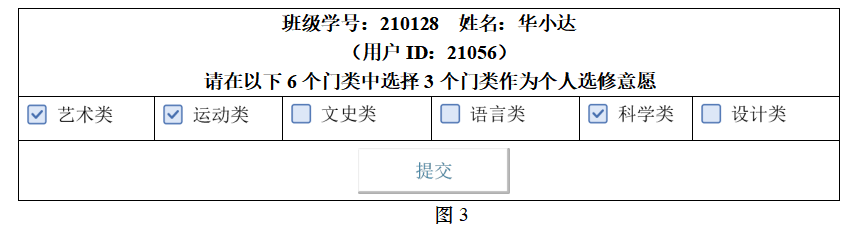 班级学号：210128 姓名：华小达
（用户 ID：21056）
请在以下 6 个门类中选择 3 个门类作为个人选修意愿
艺术类 运动类 文史类 语言类 科学类 设计类
提交
图 3